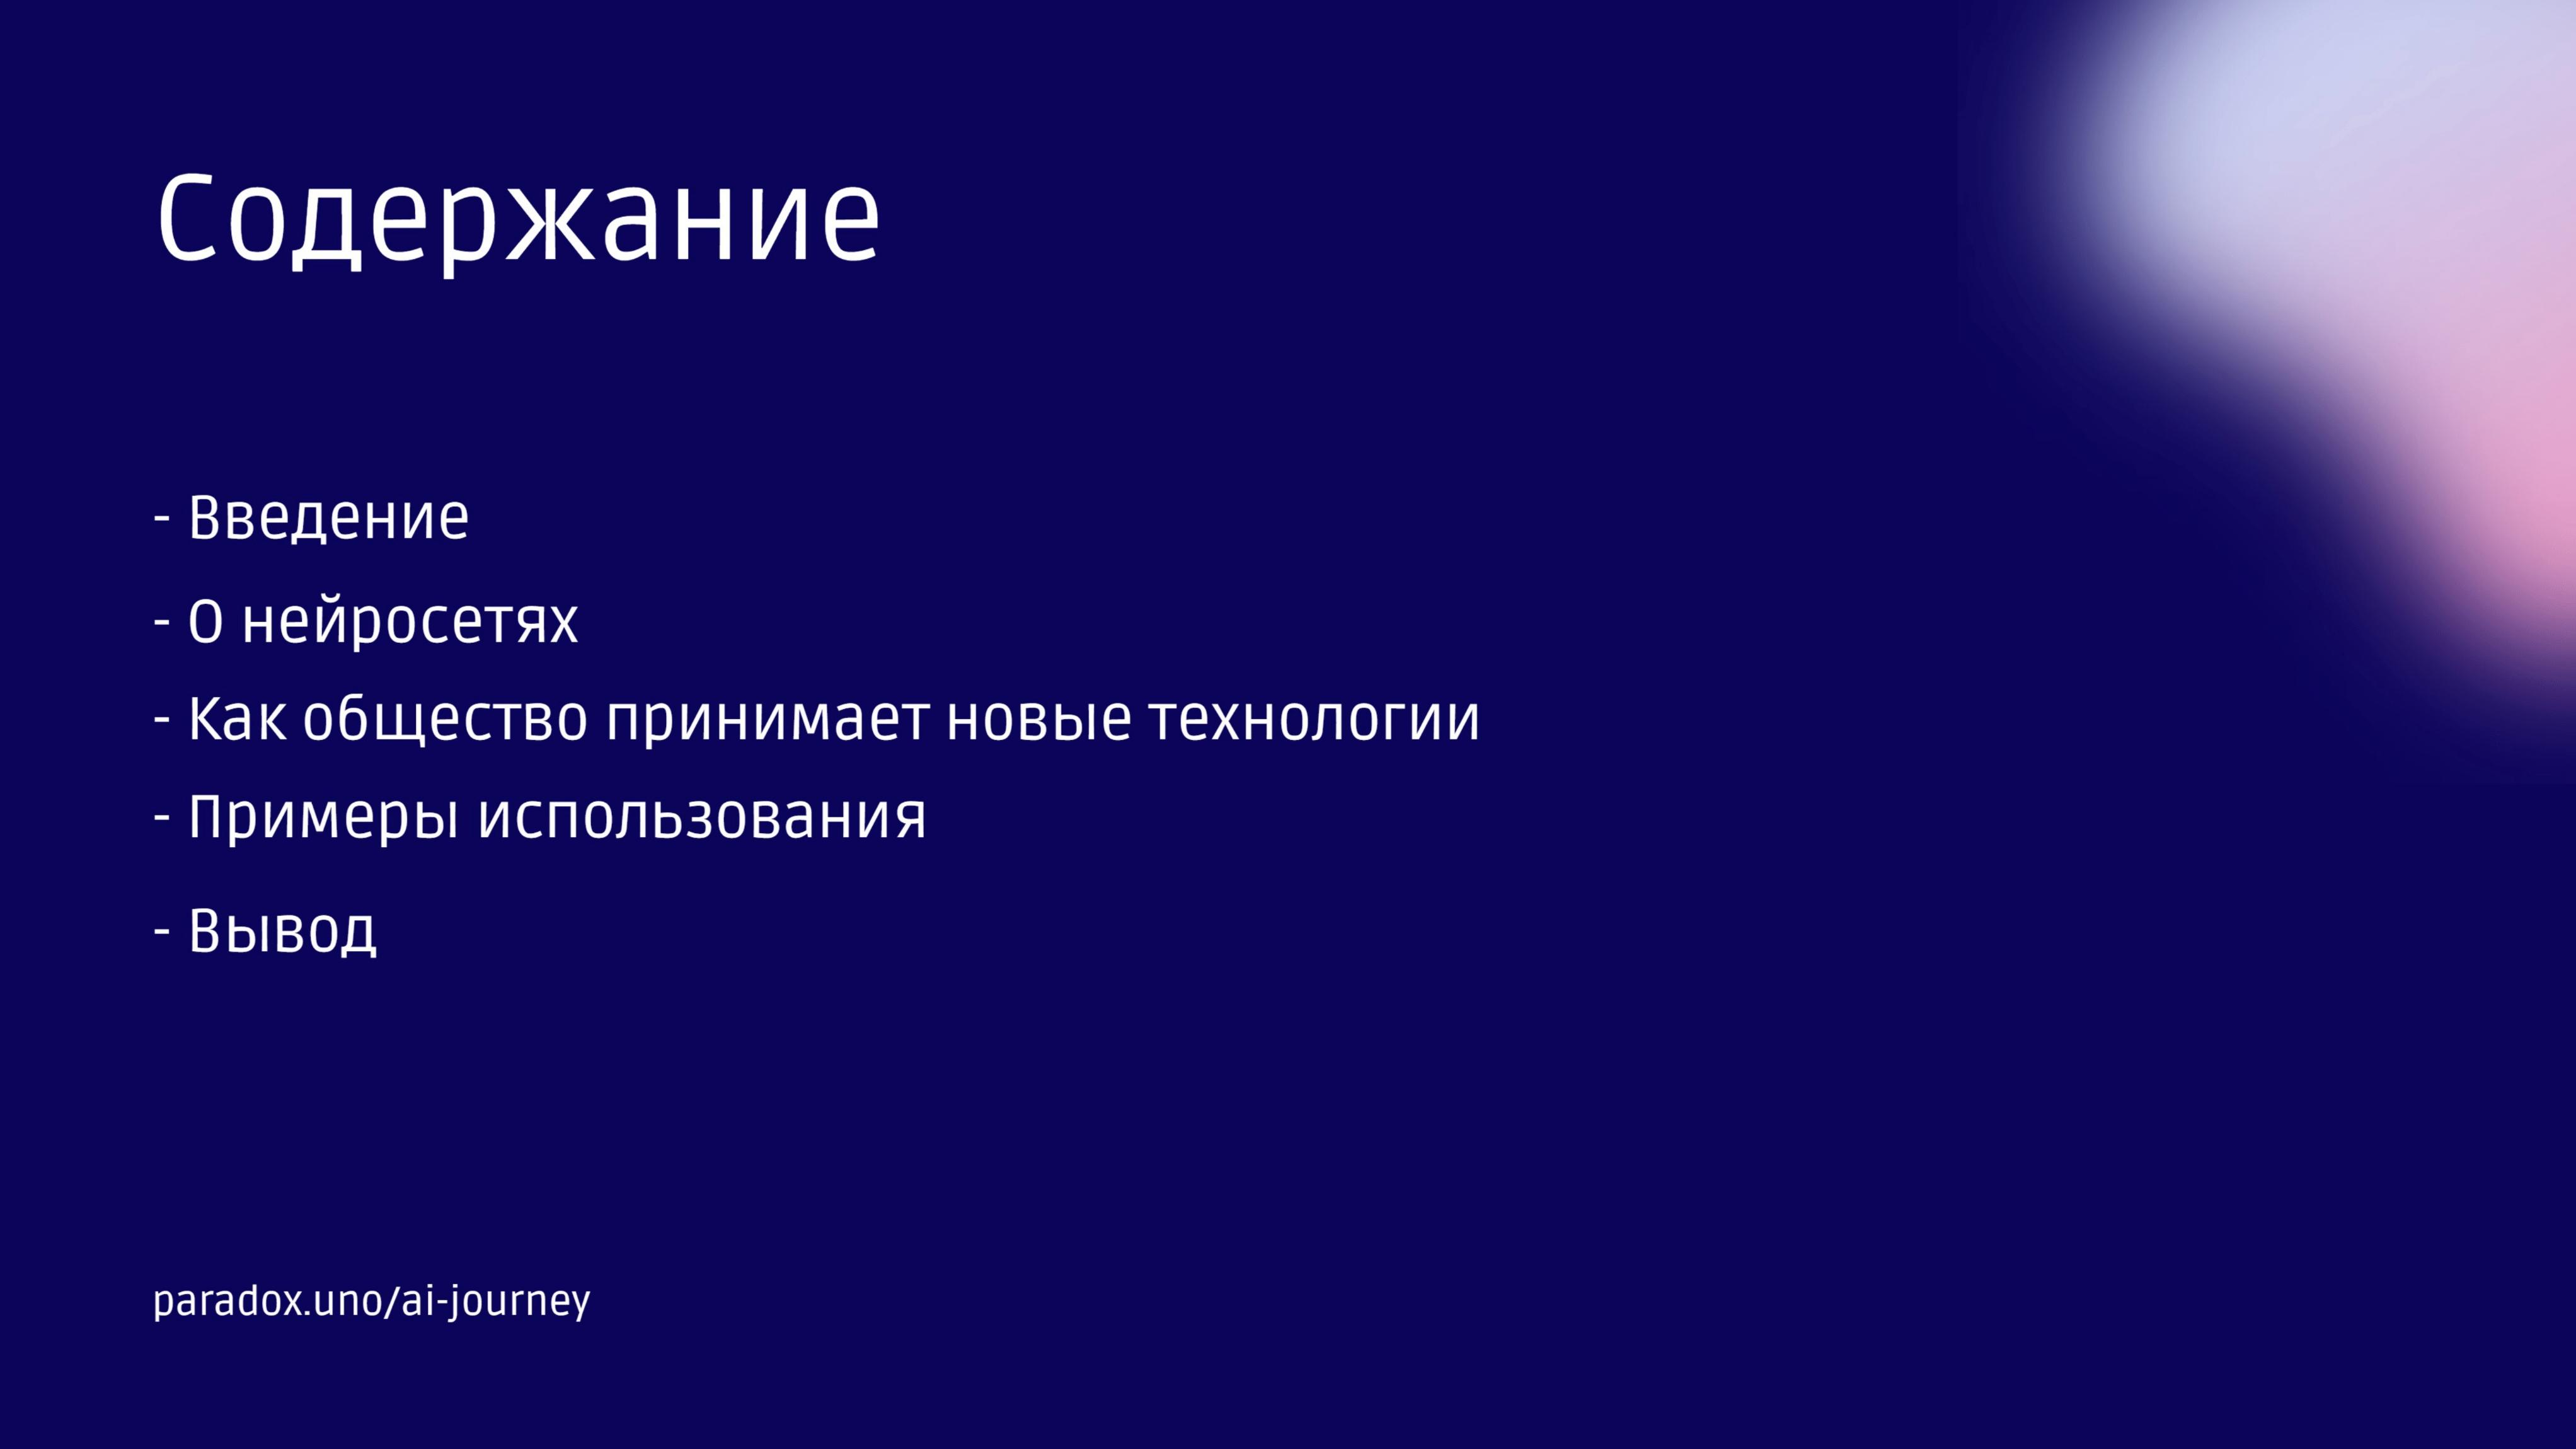 Содержание
- Введение
- О нейросетях
- Как общество принимает новые технологии
- Примеры использования
- Вывод
paradox.uno/ai-journey